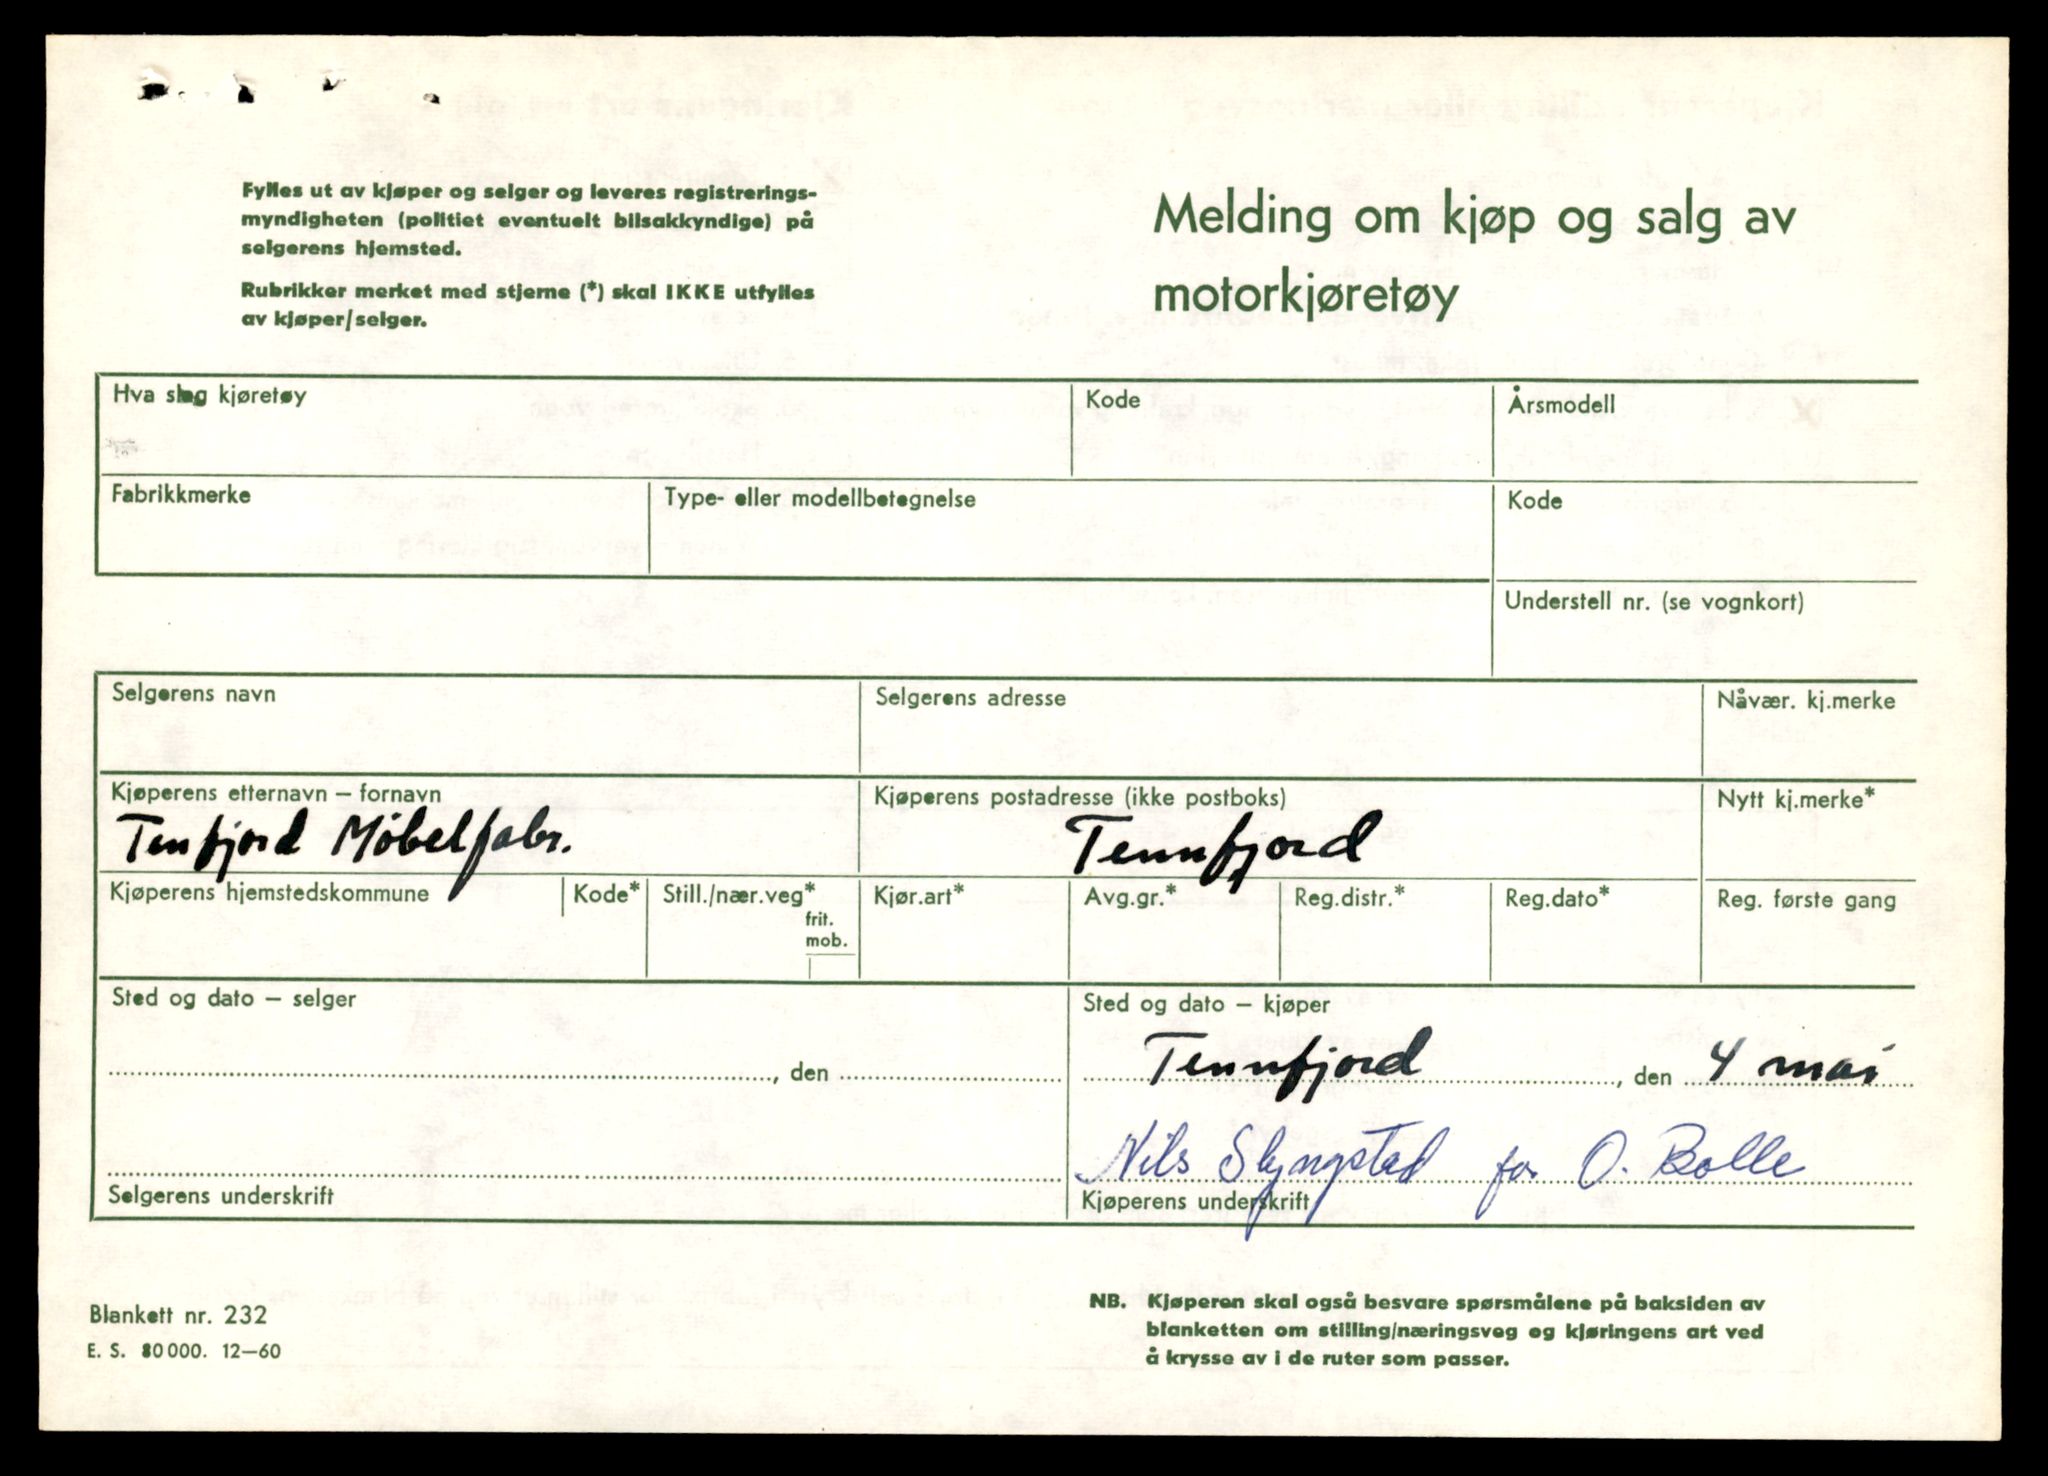 Fylles ut av kjøper og selger og leveres registrerings-
myndigheten (politiet eventuelt bilsakkyndige) på
selgerens hjemsted.
Rubrikker merket med stjerne (*) skal IKKE utfylles
av kjøper/selger.
Melding om kjøp og salg av
motorkjøretøy
Hva slag kjøretøy
Kode
Årsmodell
Fabrikkmerke
Type- eller modellbetegnelse
Kode
Understell nr. (se vognkort)
Selgerens navn
Selgerens adresse
Nåvær. kj.merke
Kjøperens etternavn – fornavn
Kjøperens postadresse (ikke postboks)
Nytt kj.merke*
Tenfjord Møbelfabr.
Tennfjord
Kjøperens hjemstedskommune
Kode*
Still./nær.veg*
frit.
mob.
Kjør.art*
Avg.gr.*
Reg.distr.*
Reg.dato*
Reg. første gang
Sted og dato – selger
Sted og dato – kjøper
, den
Tennfjord, den 4 mai
Nils Slyngstad for O. Bolle
Selgerens underskrift
Kjøperens underskrift
Blankett nr. 232
E. S. 80 000. 12–60
NB. Kjøperen skal også besvare spørsmålene på baksiden av
blanketten om stilling/næringsveg og kjøringens art ved
å krysse av i de ruter som passer.